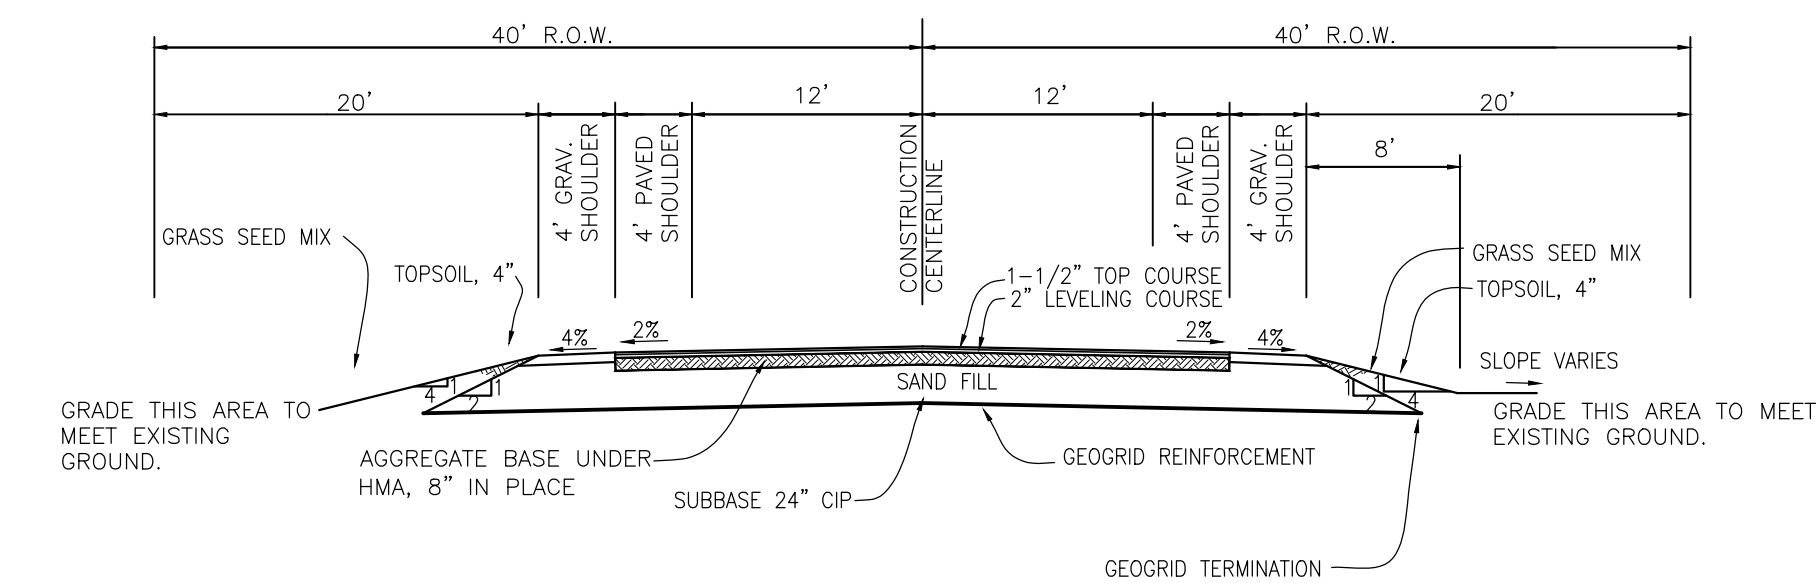 40' R.O.W.
40' R.O.W.
20'
12'
12'
20'
4' GRAV.
SHOULDER
4' PAVED
SHOULDER
CONSTRUCTION
CENTERLINE
4' PAVED
SHOULDER
4' GRAV.
SHOULDER
8'
GRASS SEED MIX
TOPSOIL, 4"
1-1/2" TOP COURSE
2" LEVELING COURSE
GRASS SEED MIX
TOPSOIL, 4"
4%
2%
2%
4%
SLOPE VARIES
SAND FILL
1
4
1
2
1
2
1
4
GRADE THIS AREA TO
MEET EXISTING
GROUND.
GRADE THIS AREA TO MEET
EXISTING GROUND.
AGGREGATE BASE UNDER
HMA, 8" IN PLACE
GEOGRID REINFORCEMENT
SUBBASE 24" CIP
GEOGRID TERMINATION